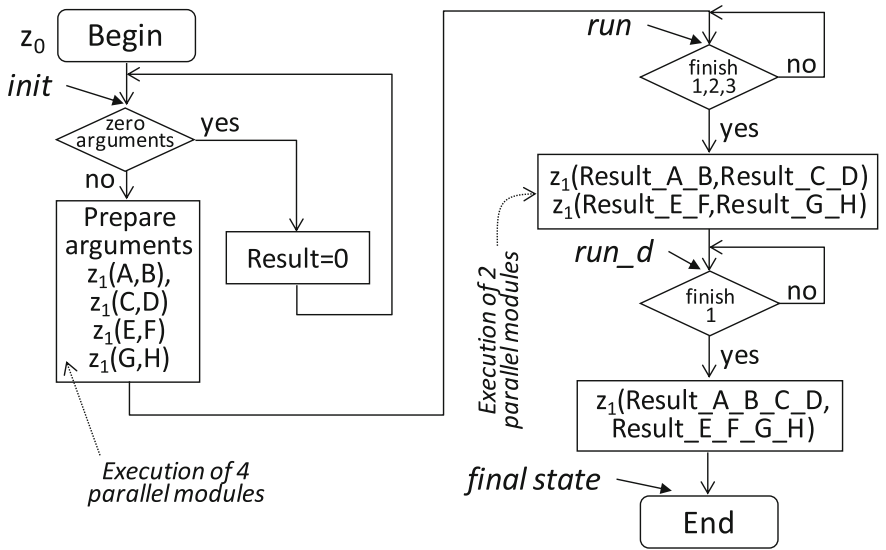 z0
Begin
init
zero
arguments
yes
no
Prepare
arguments
z1(A,B),
z1(C,D)
z1(E,F)
z1(G,H)
Result=0
Execution of 4
parallel modules
run
finish
1,2,3
no
yes
z1(Result_A_B,Result_C_D)
z1(Result_E_F,Result_G_H)
Execution of 2
parallel modules
run_d
finish
1
no
yes
z1(Result_A_B_C_D,
Result_E_F_G_H)
final state
End